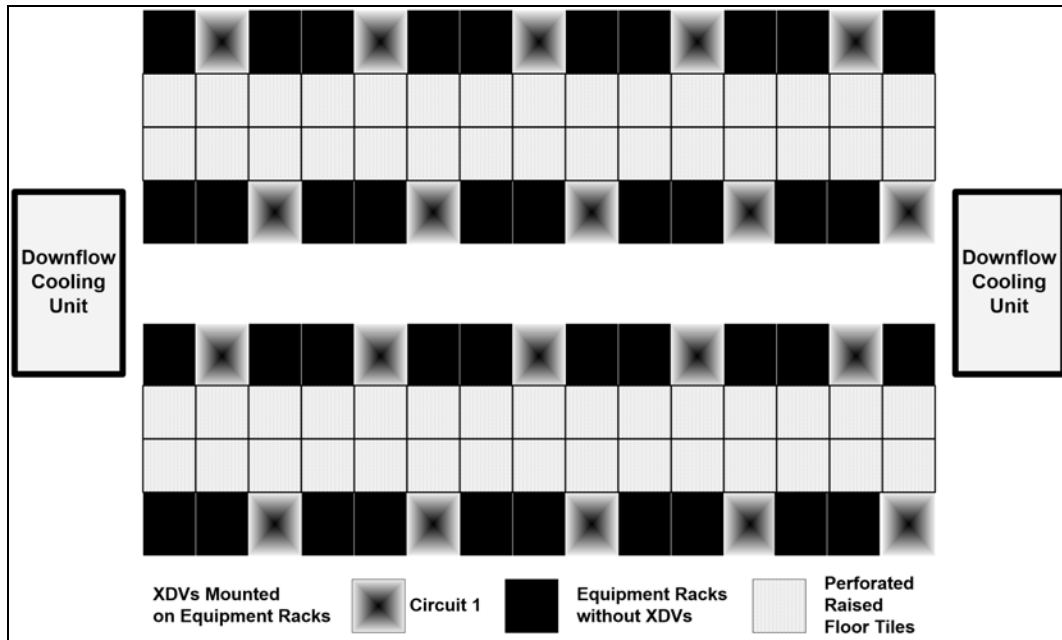 Downflow
Cooling
Unit
Downflow
Cooling
Unit
XDVs Mounted
on Equipment Racks
Circuit 1
Equipment Racks
without XDVs
Perforated
Raised
Floor Tiles